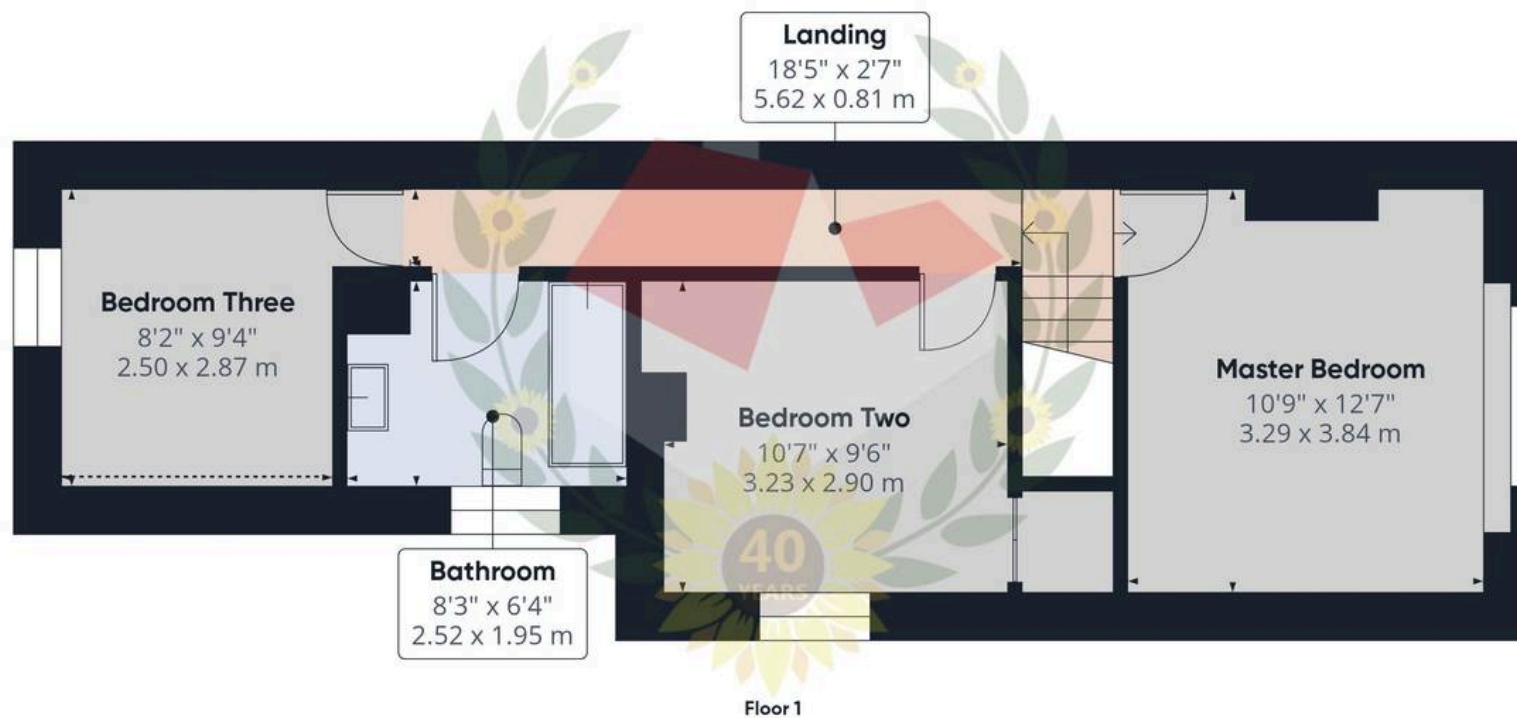 Landing
18'5" x 2'7"
5.62 x 0.81 m
Bedroom Three
8'2" x 9'4"
2.50 x 2.87 m
Master Bedroom
10'9" x 12'7"
3.29 x 3.84 m
Bedroom Two
10'7" x 9'6"
3.23 x 2.90 m
40
YEARS
Bathroom
8'3" x 6'4"
2.52 x 1.95 m
Floor 1